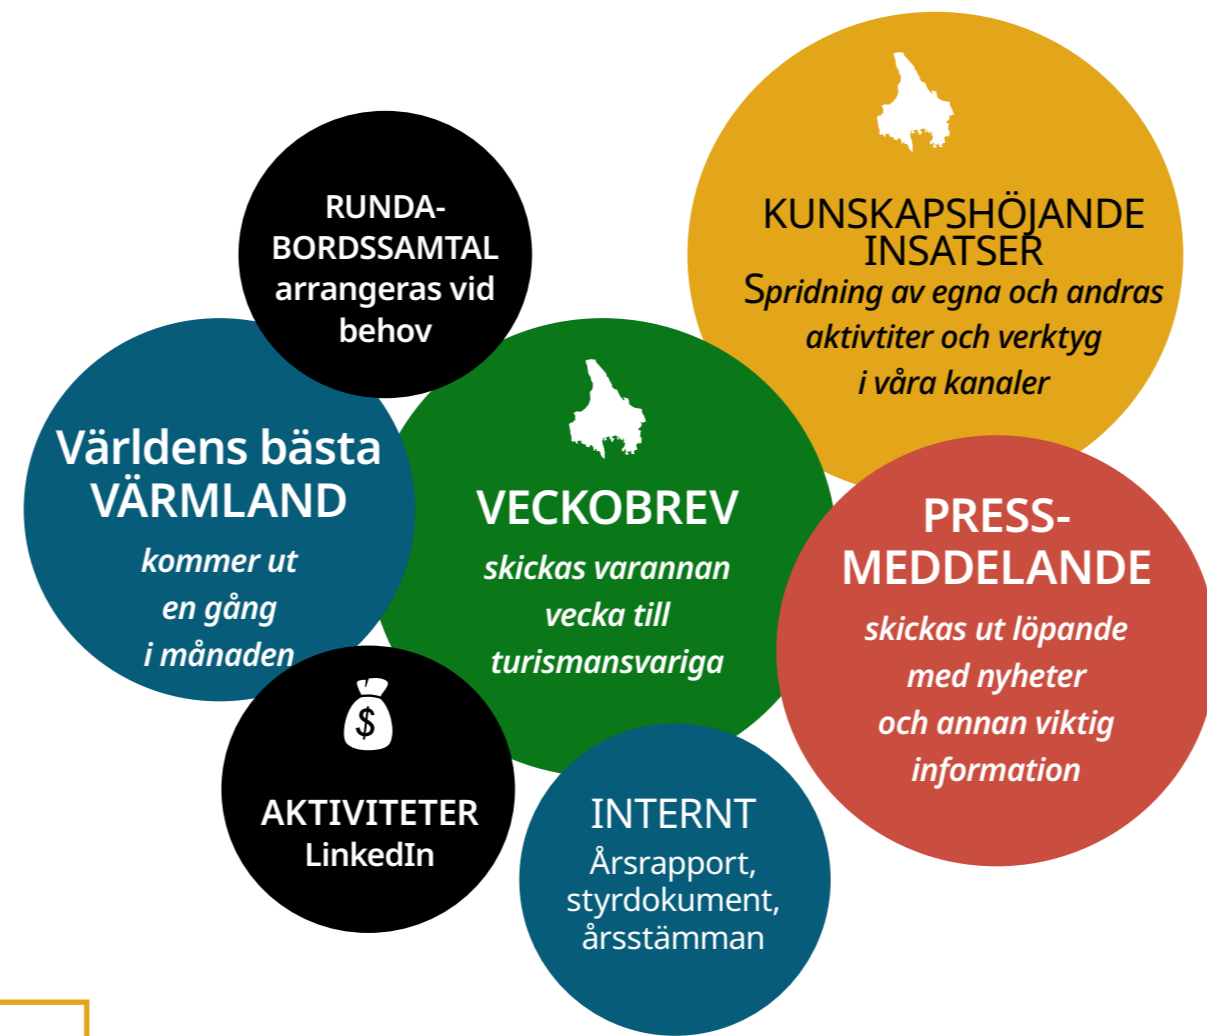 RUNDA-
BORDSSAMTAL
arrangeras vid
behov
KUNSKAPSHÖJANDE
INSATSER
Spridning av egna och andras
aktivtiter och verktyg
i våra kanaler
Världens bästa
VÄRMLAND
kommer ut
en gång
i månaden
VECKOBREV
skickas varannan
vecka till
turismansvariga
PRESS-
MEDDELANDE
skickas ut löpande
med nyheter
och annan viktig
information
$
AKTIVITETER
LinkedIn
INTERNT
Årsrapport,
styrdokument,
årsstämman